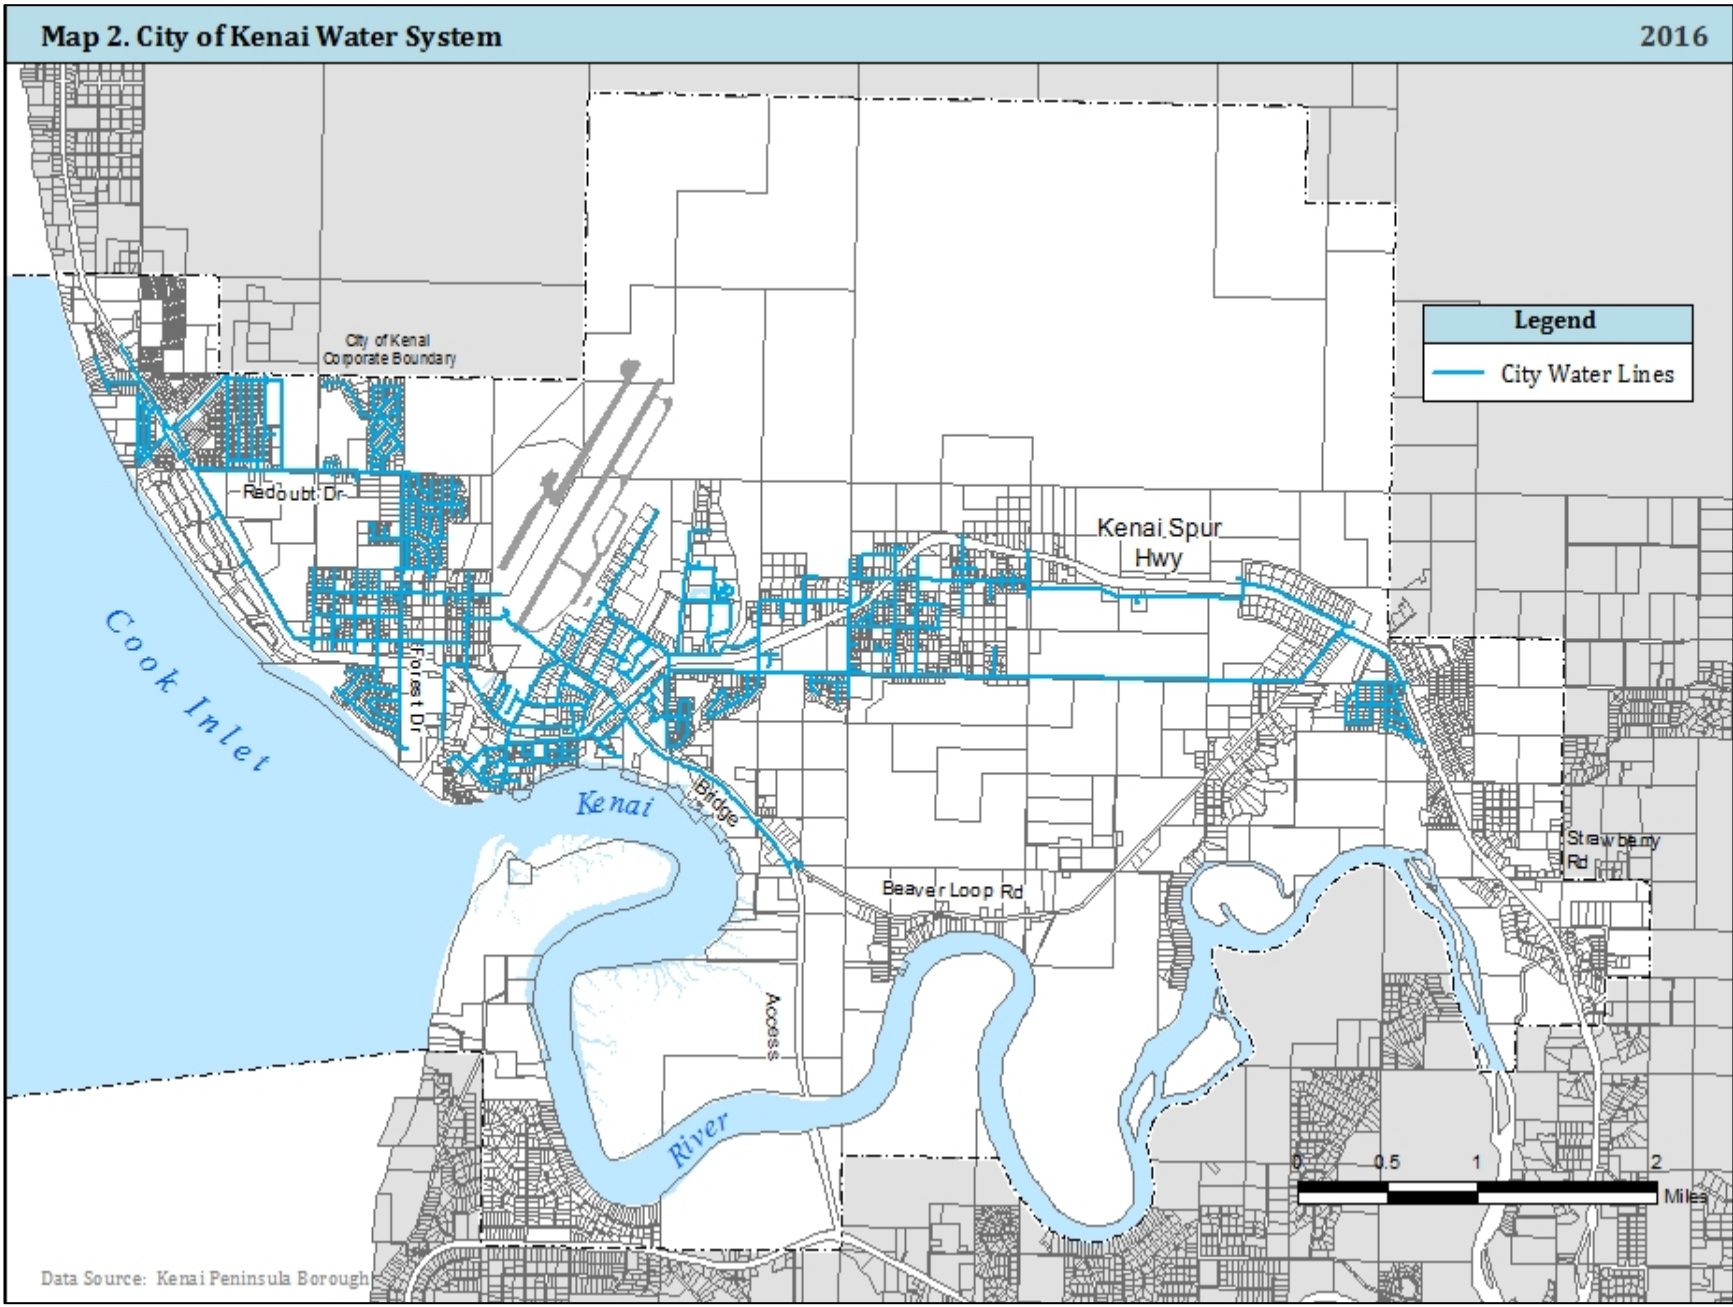 Map 2. City of Kenai Water System
2016
City of Kenai
Corporate Boundary
Legend
City Water Lines
Redoubt Dr
Kenai Spur
Hwy
Cook Inlet
Forest Dr
Kenai
Bridge
Beaver Loop Rd
Strawberry
Rd
Access
River
0 0.5 1 2
Miles
Data Source: Kenai Peninsula Borough